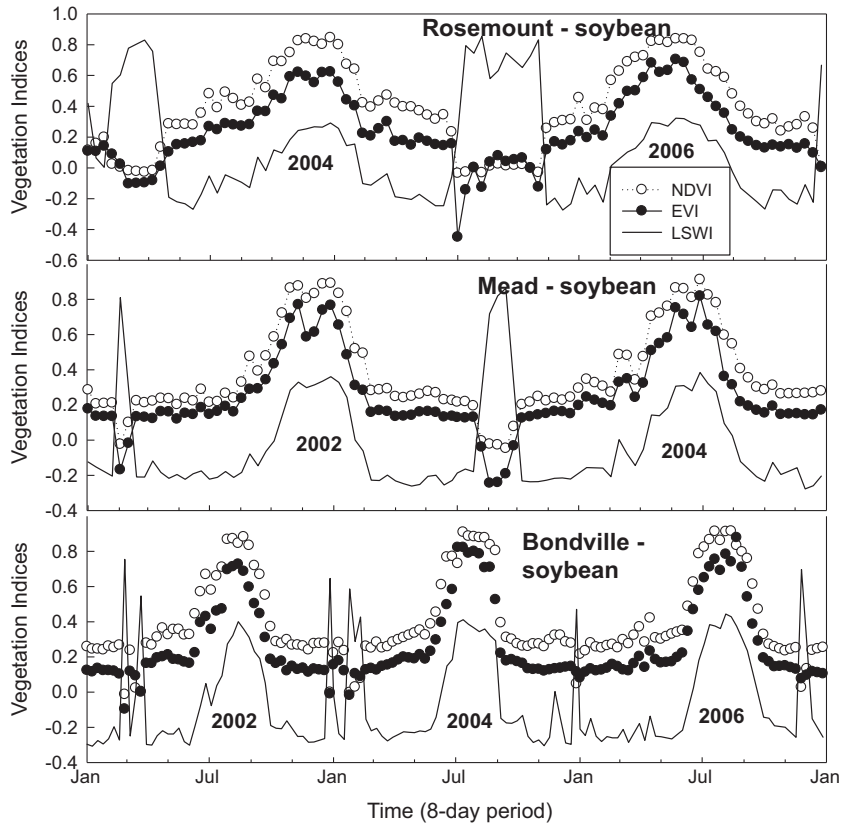 Rosemount - soybean
Vegetation Indices
1.0
0.8
0.6
0.4
0.2
0.0
-0.2
-0.4
-0.6
2004
2006
NDVI
EVI
LSWI
Mead - soybean
Vegetation Indices
0.8
0.6
0.4
0.2
0.0
-0.2
-0.4
2002
2004
Bondville -
soybean
Vegetation Indices
0.8
0.6
0.4
0.2
0.0
-0.2
-0.4
2002
2004
2006
Jan Jul Jan Jul Jan Jul Jan
Time (8-day period)